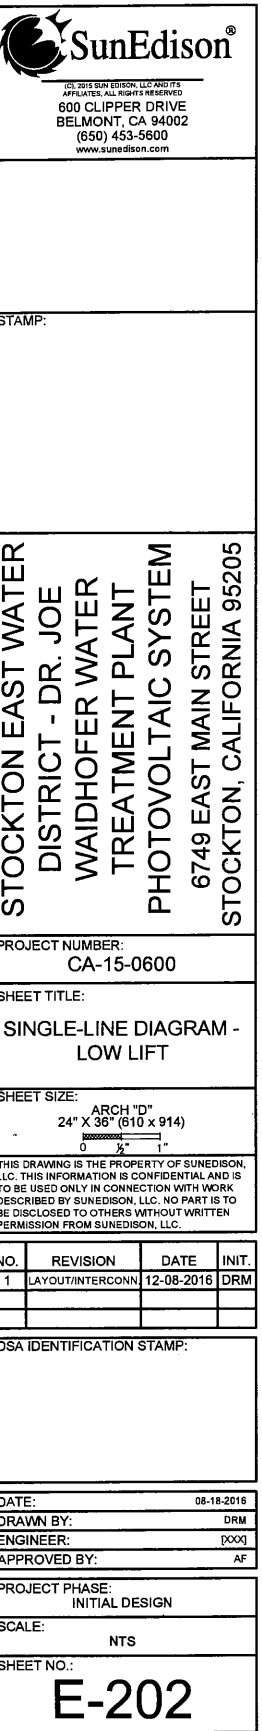 SunEdison®
(C), 2015 SUN EDISON, LLC AND ITS
AFFILIATES, ALL RIGHTS RESERVED
600 CLIPPER DRIVE
BELMONT, CA 94002
(650) 453-5600
www.sunedison.com
STAMP:
STOCKTON EAST WATER
DISTRICT - DR. JOE
WAIDHOFER WATER
TREATMENT PLANT
PHOTOVOLTAIC SYSTEM
6749 EAST MAIN STREET
STOCKTON, CALIFORNIA 95205
PROJECT NUMBER:
CA-15-0600
SHEET TITLE:
SINGLE-LINE DIAGRAM -
LOW LIFT
SHEET SIZE:
ARCH "D"
24" X 36" (610 x 914)
0 ½" 1"
THIS DRAWING IS THE PROPERTY OF SUNEDISON,
LLC. THIS INFORMATION IS CONFIDENTIAL AND IS
TO BE USED ONLY IN CONNECTION WITH WORK
DESCRIBED BY SUNEDISON, LLC. NO PART IS TO
BE DISCLOSED TO OTHERS WITHOUT WRITTEN
PERMISSION FROM SUNEDISON, LLC.
NO. REVISION DATE INIT.
1 LAYOUT/INTERCONN. 12-08-2016 DRM
DSA IDENTIFICATION STAMP:
DATE: 08-18-2016
DRAWN BY: DRM
ENGINEER: [XXX]
APPROVED BY: AF
PROJECT PHASE:
INITIAL DESIGN
SCALE:
NTS
SHEET NO.:
E-202